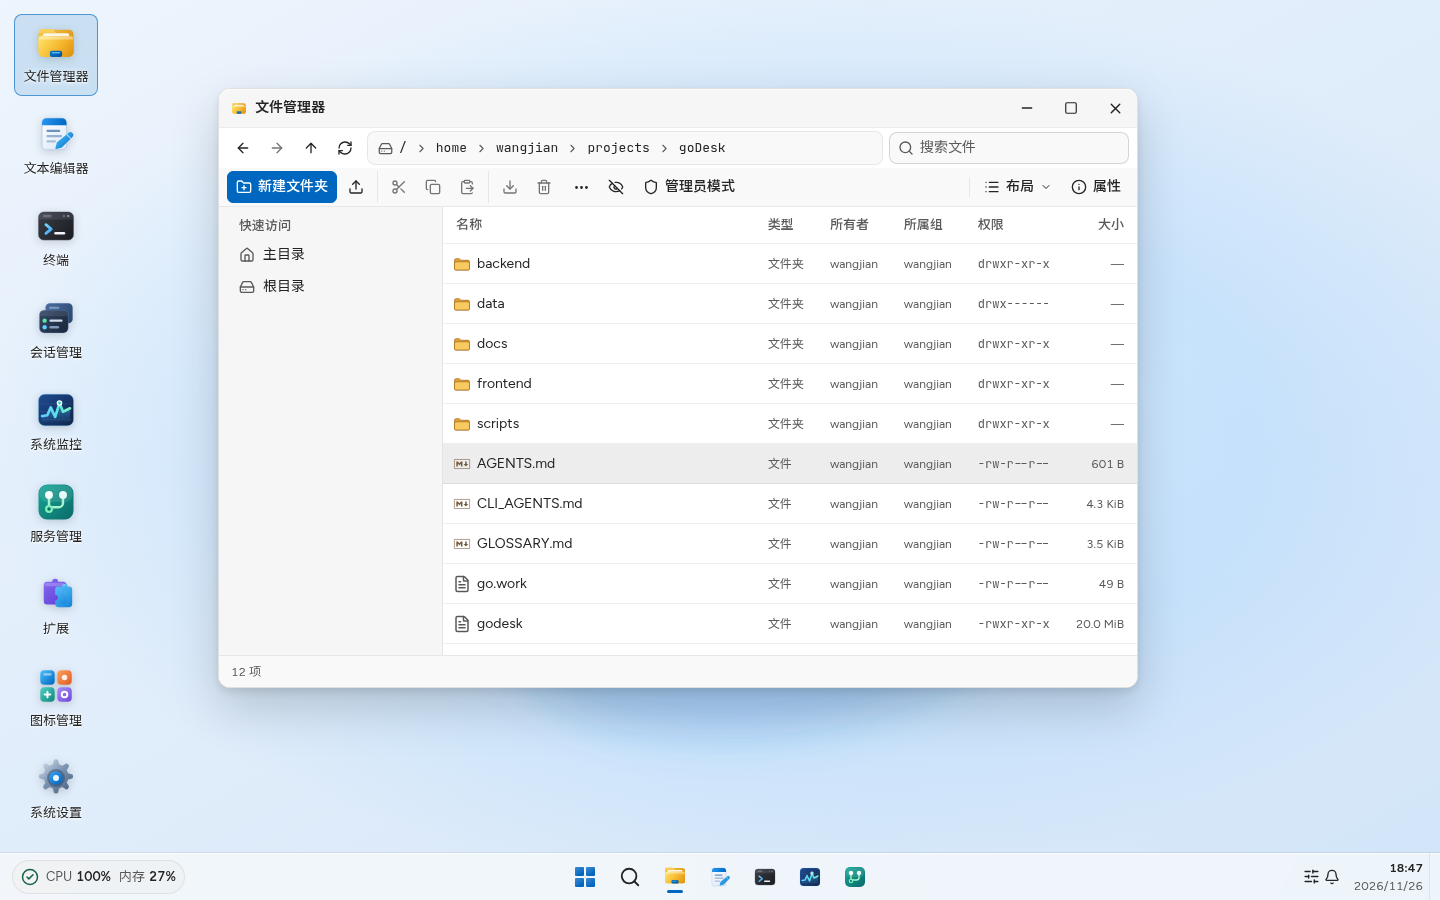 文件管理器
文本编辑器
终端
会话管理
系统监控
服务管理
扩展
图标管理
系统设置
文件管理器
/ home wangjian projects goDesk
搜索文件
新建文件夹 管理员模式 布局 属性
快速访问
主目录
根目录
名称 类型 所有者 所属组 权限 大小
backend 文件夹 wangjian wangjian drwxr-xr-x —
data 文件夹 wangjian wangjian drwx------ —
docs 文件夹 wangjian wangjian drwxr-xr-x —
frontend 文件夹 wangjian wangjian drwxr-xr-x —
scripts 文件夹 wangjian wangjian drwxr-xr-x —
AGENTS.md 文件 wangjian wangjian -rw-r--r-- 601 B
CLI_AGENTS.md 文件 wangjian wangjian -rw-r--r-- 4.3 KiB
GLOSSARY.md 文件 wangjian wangjian -rw-r--r-- 3.5 KiB
go.work 文件 wangjian wangjian -rw-r--r-- 49 B
godesk 文件 wangjian wangjian -rwxr-xr-x 20.0 MiB
12 项
CPU 100% 内存 27%
18:47
2026/11/26